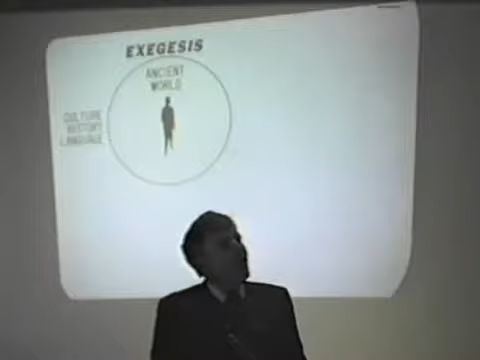 EXEGESIS
ANCIENT
WORLD
CULTURE
HISTORY
LANGUAGE